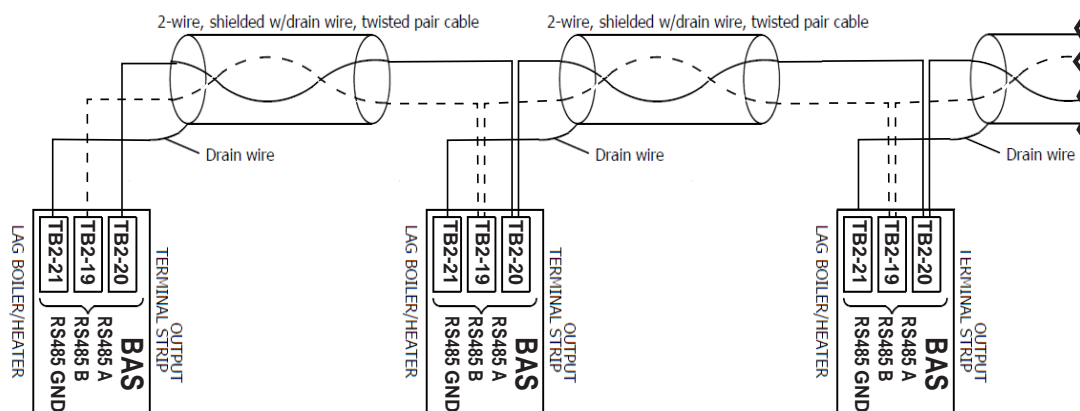 2-wire, shielded w/drain wire, twisted pair cable
2-wire, shielded w/drain wire, twisted pair cable
Drain wire
Drain wire
Drain wire
LAG BOILER/HEATER
TB2-21
TB2-19
TB2-20
RS485 GND
RS485 B
RS485 A
BAS
OUTPUT
TERMINAL STRIP
LAG BOILER/HEATER
TB2-21
TB2-19
TB2-20
RS485 GND
RS485 B
RS485 A
BAS
OUTPUT
TERMINAL STRIP
LAG BOILER/HEATER
TB2-21
TB2-19
TB2-20
RS485 GND
RS485 B
RS485 A
BAS
OUTPUT
TERMINAL STRIP